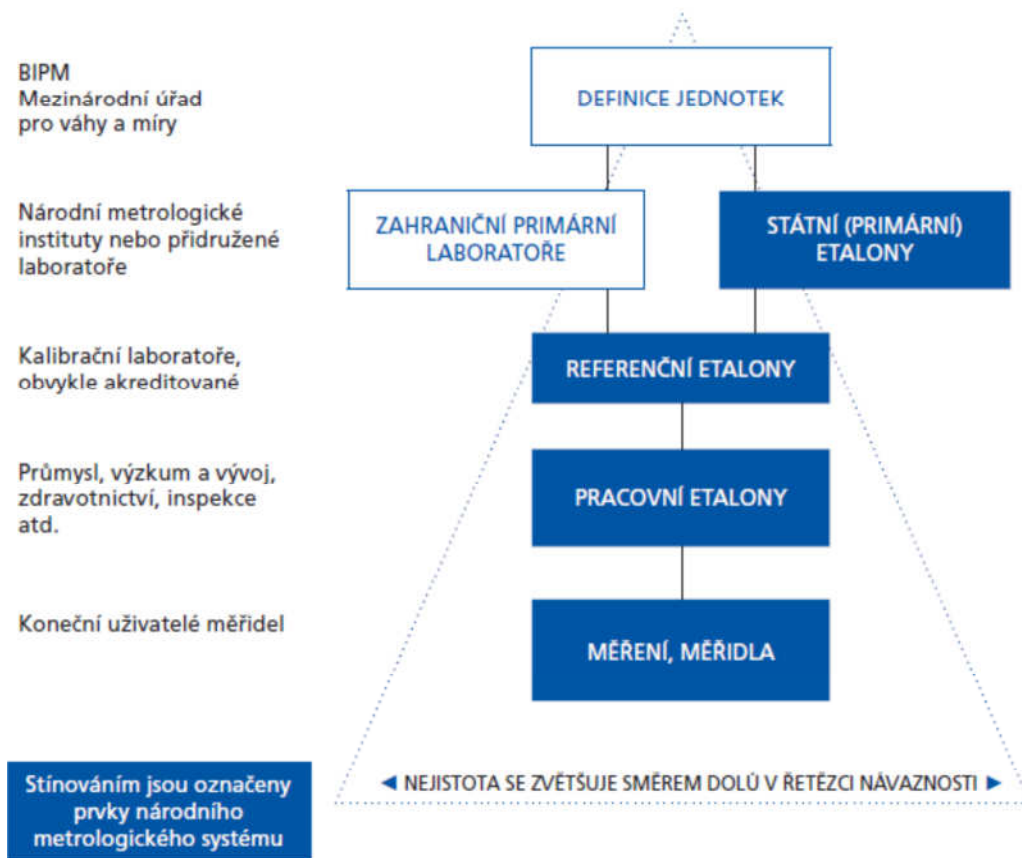 BIPM
Mezinárodní úřad
pro váhy a míry
DEFINICE JEDNOTEK
Národní metrologické
instituty nebo přidružené
laboratoře
ZAHRANIČNÍ PRIMÁRNÍ
LABORATOŘE
STÁTNÍ (PRIMÁRNÍ)
ETALONY
Kalibrační laboratoře,
obvykle akreditované
REFERENČNÍ ETALONY
Průmysl, výzkum a vývoj,
zdravotnictví, inspekce
atd.
PRACOVNÍ ETALONY
Koneční uživatelé měřidel
MĚŘENÍ, MĚŘIDLA
Stínováním jsou označeny
prvky národního
metrologického systému
◄ NEJISTOTA SE ZVĚTŠUJE SMĚREM DOLŮ V ŘETĚZCI NÁVAZNOSTI ►